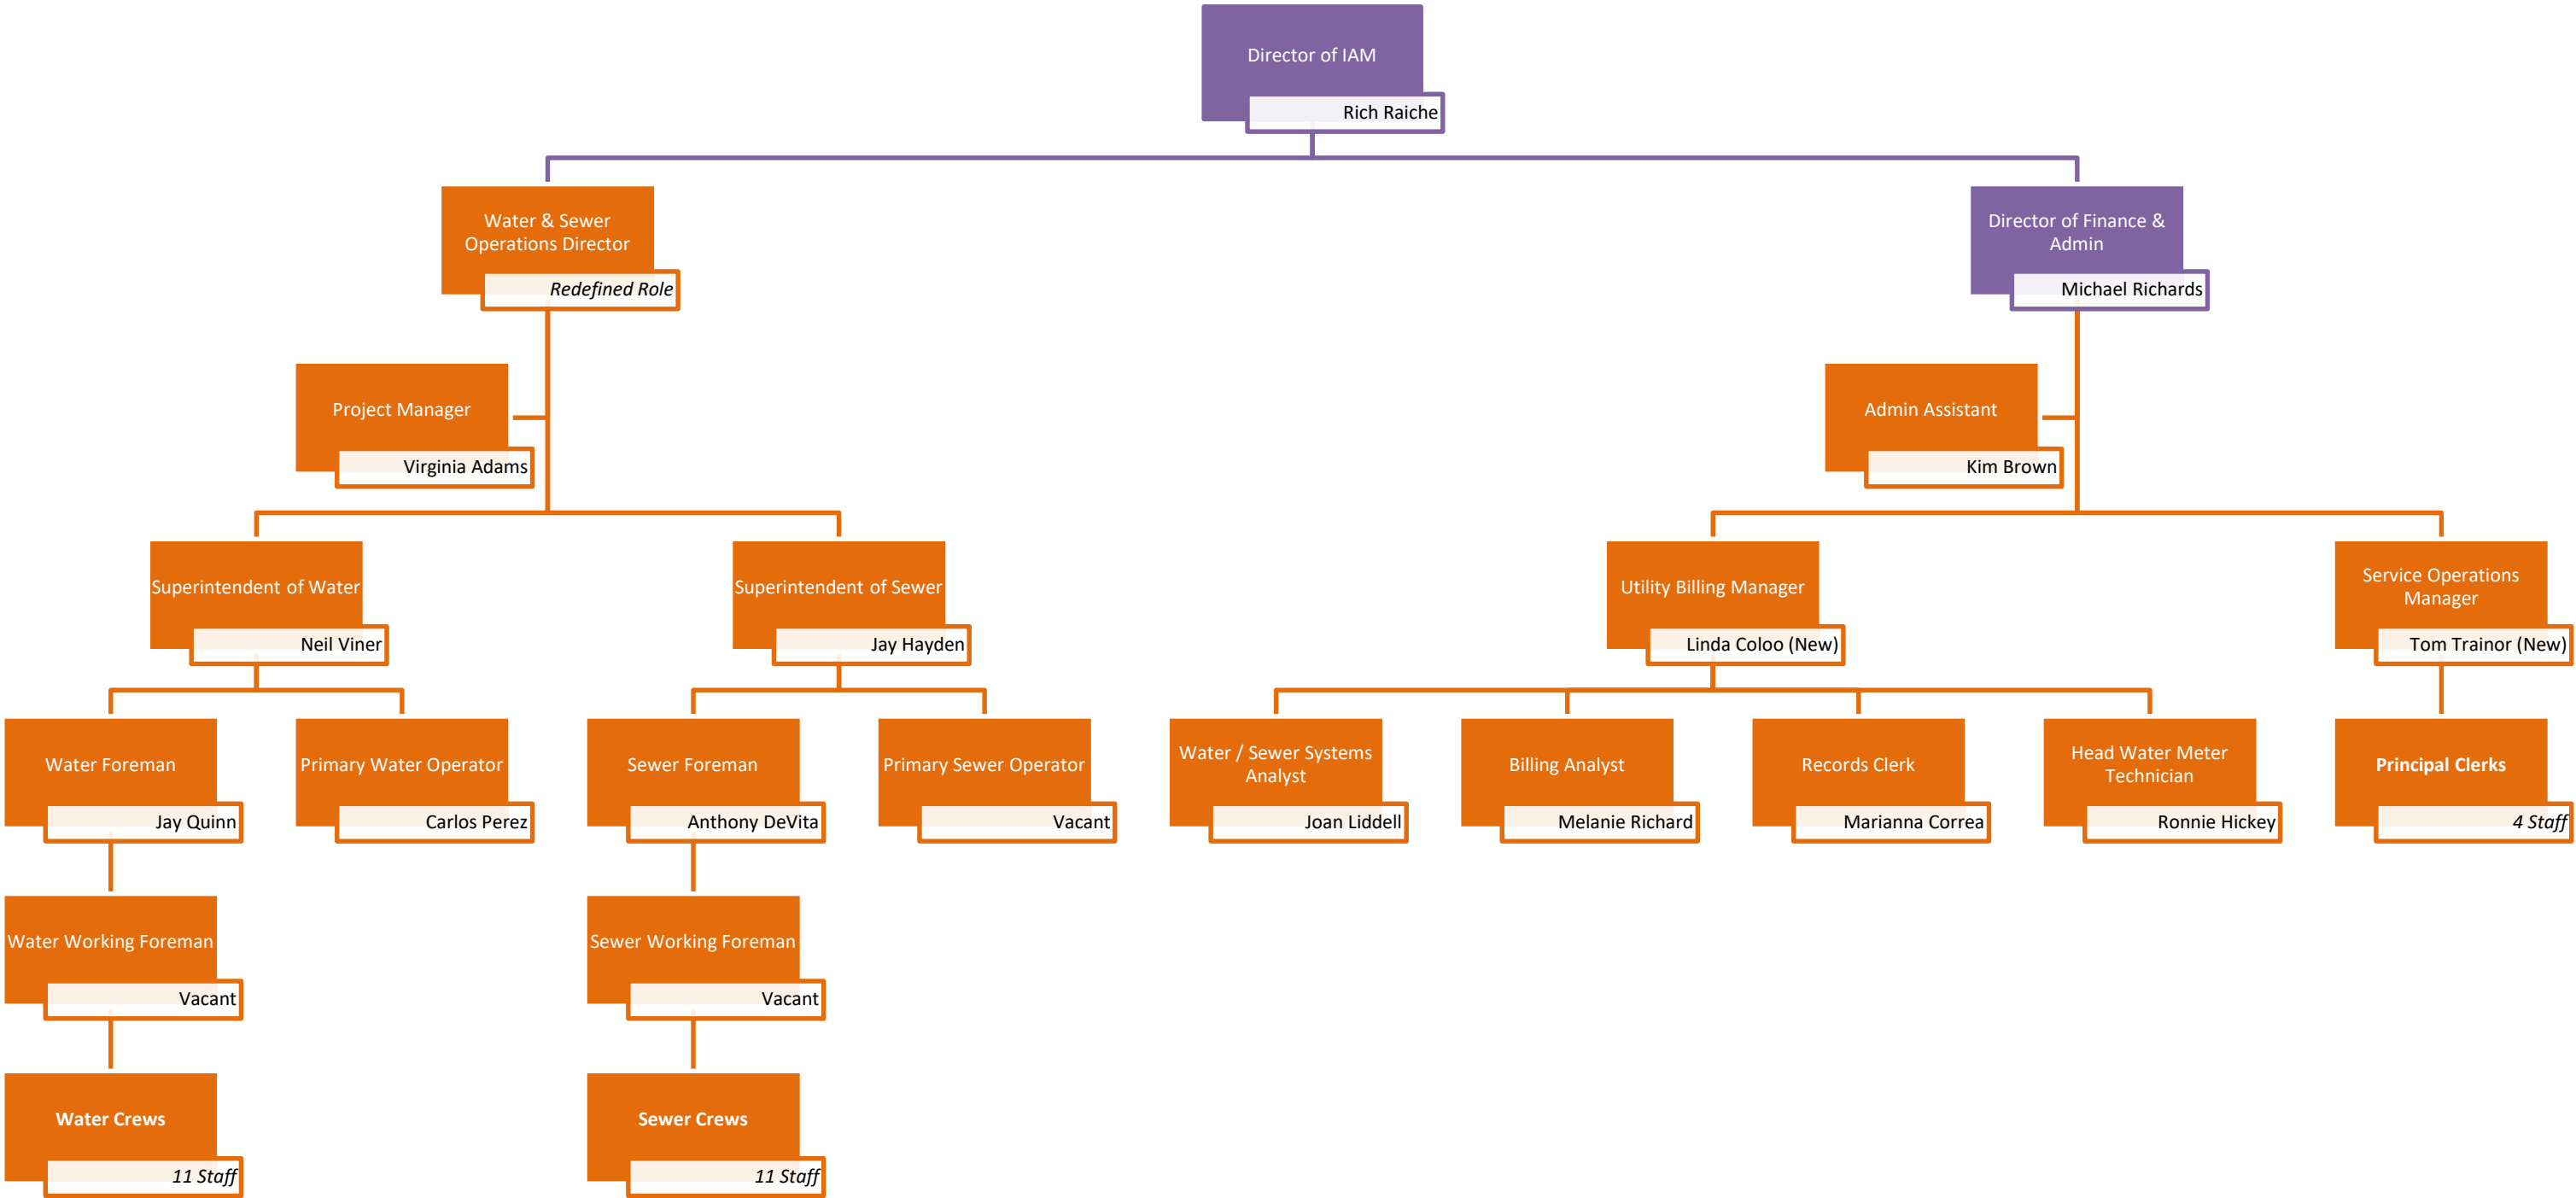 Director of IAM
Rich Raiche
Water & Sewer
Operations Director
Redefined Role
Director of Finance &
Admin
Michael Richards
Project Manager
Virginia Adams
Admin Assistant
Kim Brown
Superintendent of Water
Neil Viner
Superintendent of Sewer
Jay Hayden
Utility Billing Manager
Linda Coloo (New)
Service Operations
Manager
Tom Trainor (New)
Water Foreman
Jay Quinn
Primary Water Operator
Carlos Perez
Sewer Foreman
Anthony DeVita
Primary Sewer Operator
Vacant
Water / Sewer Systems
Analyst
Joan Liddell
Billing Analyst
Melanie Richard
Records Clerk
Marianna Correa
Head Water Meter
Technician
Ronnie Hickey
Principal Clerks
4 Staff
Water Working Foreman
Vacant
Sewer Working Foreman
Vacant
Water Crews
11 Staff
Sewer Crews
11 Staff